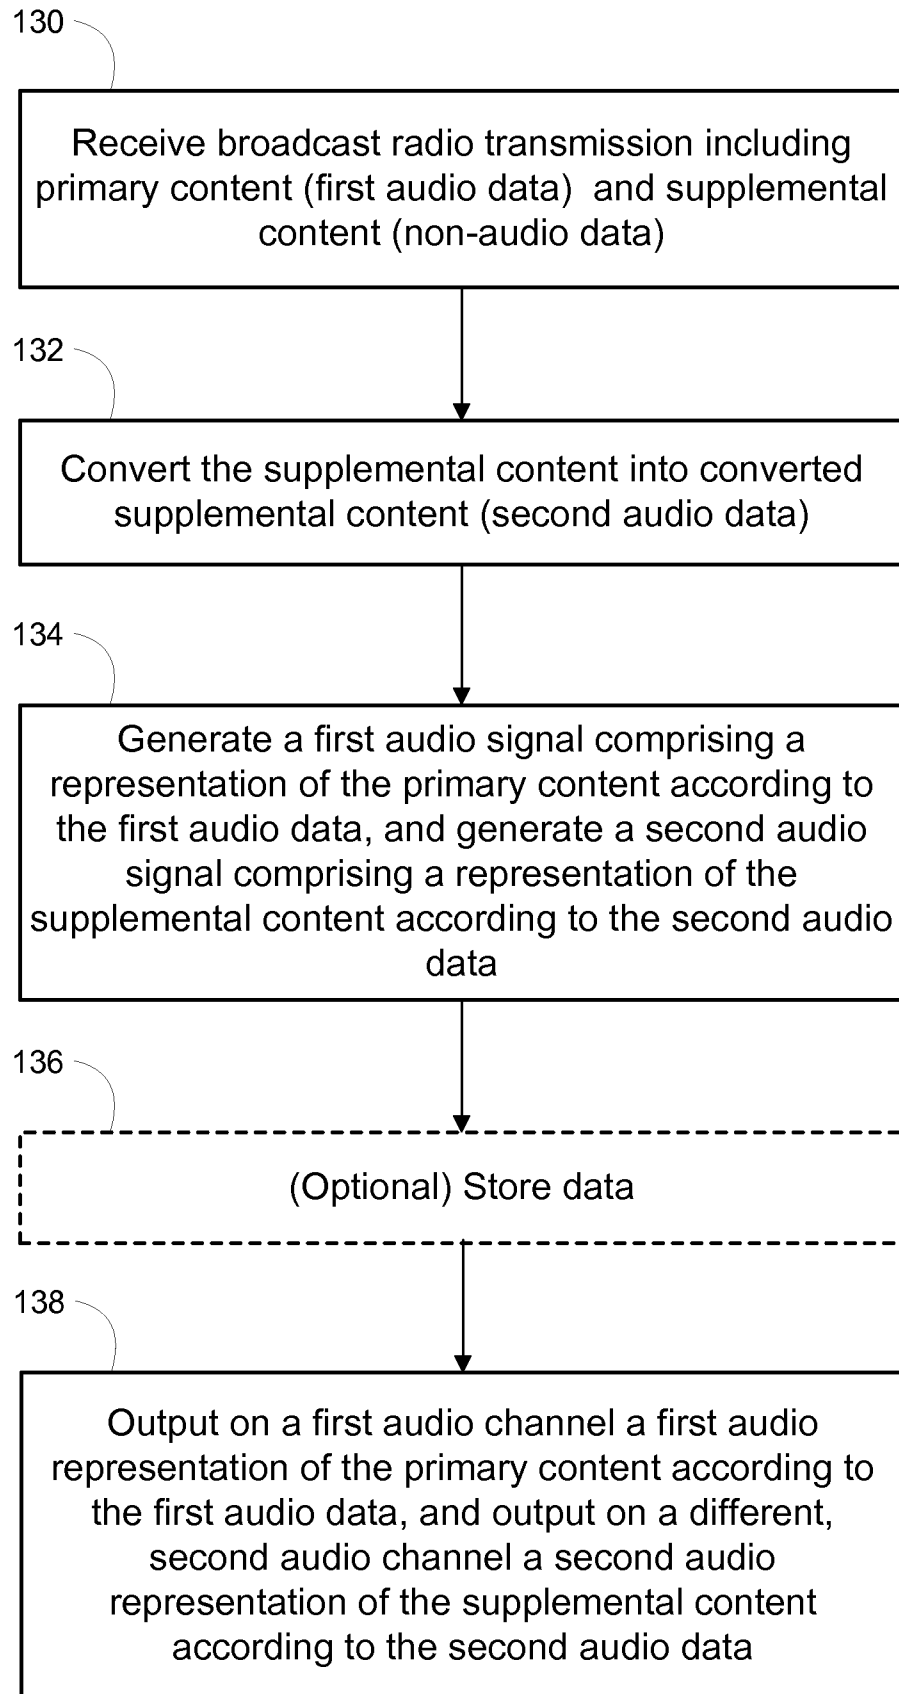 130
Receive broadcast radio transmission including
primary content (first audio data)  and supplemental
content (non-audio data)
132
Convert the supplemental content into converted
supplemental content (second audio data)
134
Generate a first audio signal comprising a
representation of the primary content according to
the first audio data, and generate a second audio
signal comprising a representation of the
supplemental content according to the second audio
data
136
(Optional) Store data
138
Output on a first audio channel a first audio
representation of the primary content according to
the first audio data, and output on a different,
second audio channel a second audio
representation of the supplemental content
according to the second audio data